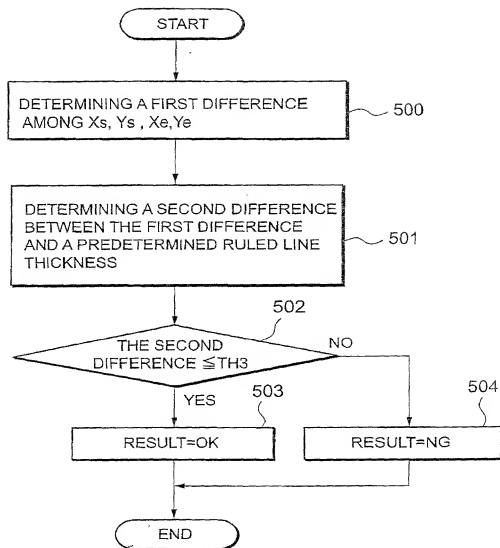 START
DETERMINING A FIRST DIFFERENCE
AMONG Xs, Ys , Xe,Ye
500
DETERMINING A SECOND DIFFERENCE
BETWEEN THE FIRST DIFFERENCE
AND A PREDETERMINED RULED LINE
THICKNESS
501
502
THE SECOND
DIFFERENCE ≦TH3
NO
YES
503
504
RESULT=OK
RESULT=NG
END